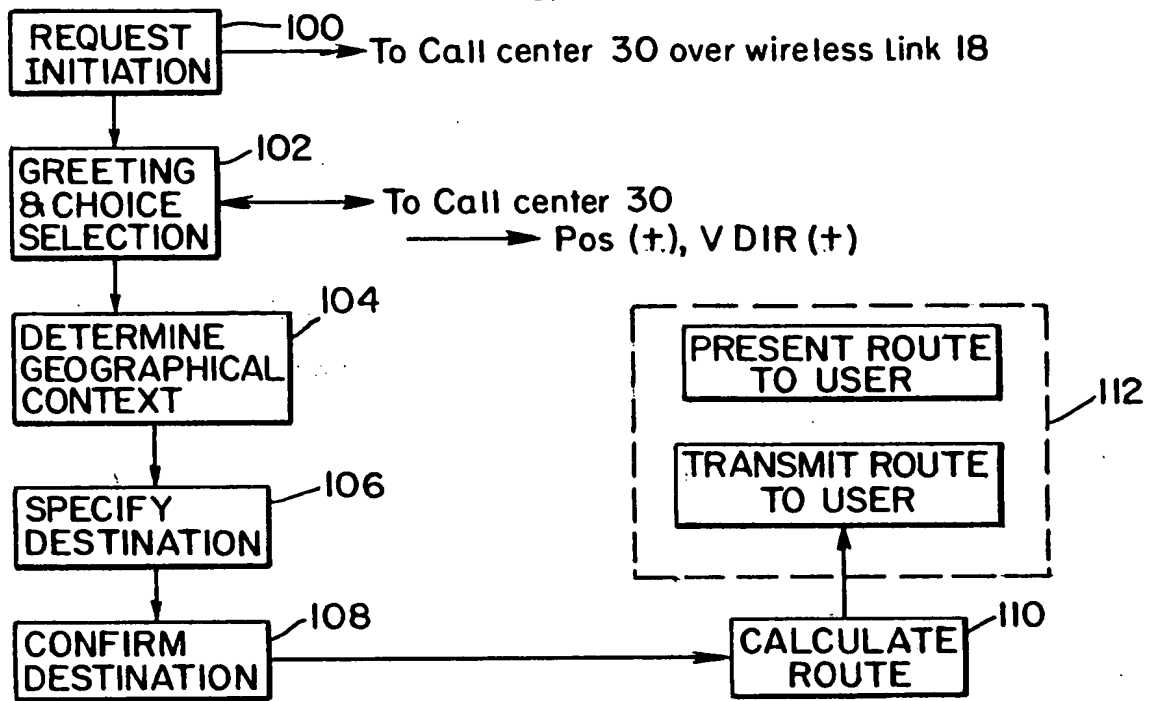 REQUEST
INITIATION
100
To Call center 30 over wireless Link 18
GREETING
& CHOICE
SELECTION
102
To Call center 30
Pos (+), V DIR (+)
DETERMINE
GEOGRAPHICAL
CONTEXT
104
SPECIFY
DESTINATION
106
CONFIRM
DESTINATION
108
CALCULATE
ROUTE
110
TRANSMIT ROUTE
TO USER
PRESENT ROUTE
TO USER
112